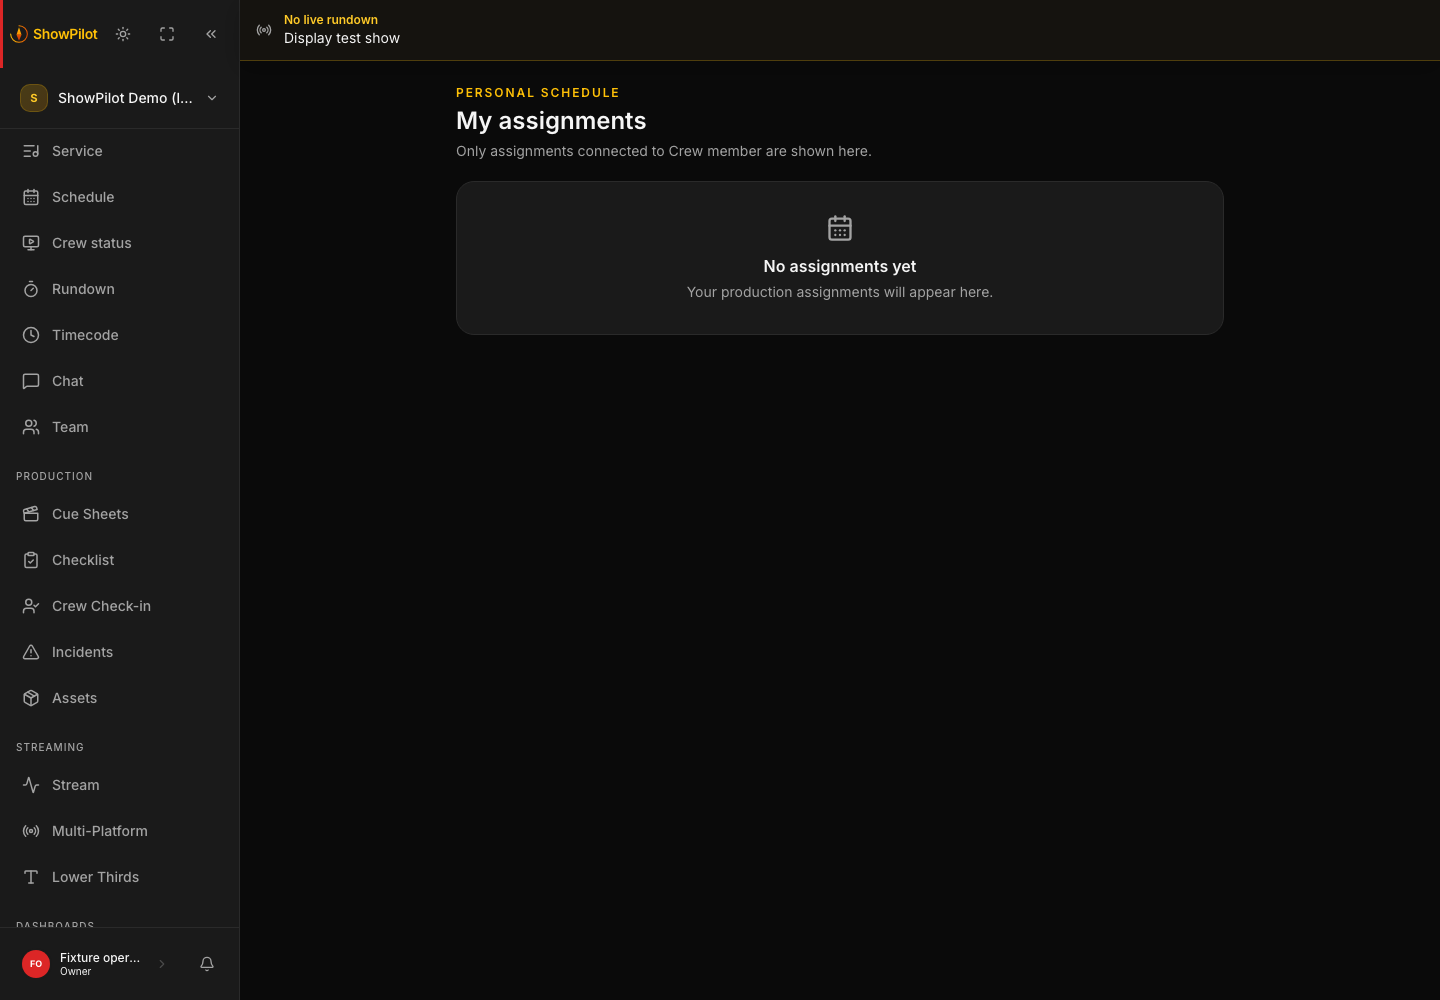 ShowPilot
S
ShowPilot Demo (I...
Service
Schedule
Crew status
Rundown
Timecode
Chat
Team
PRODUCTION
Cue Sheets
Checklist
Crew Check-in
Incidents
Assets
STREAMING
Stream
Multi-Platform
Lower Thirds
DASHBOARDS
FO
Fixture oper...
Owner
No live rundown
Display test show
PERSONAL SCHEDULE
My assignments
Only assignments connected to Crew member are shown here.
No assignments yet
Your production assignments will appear here.